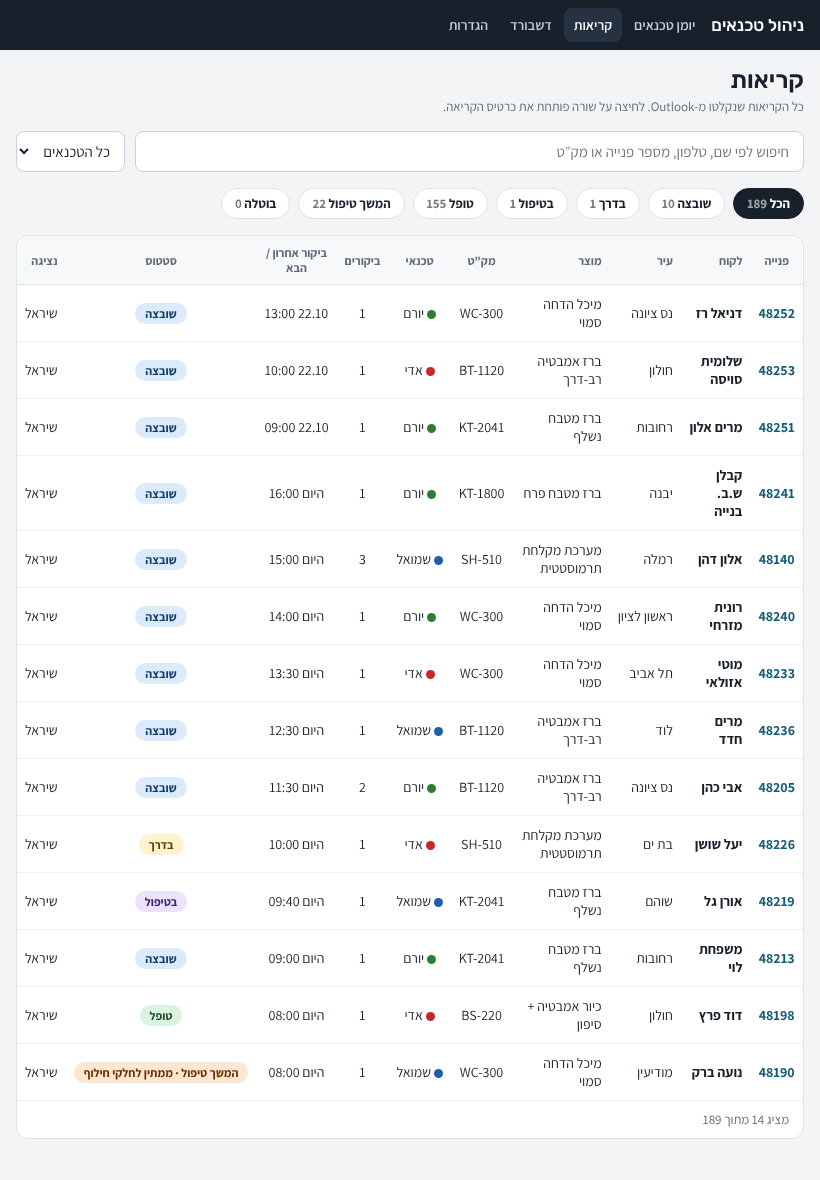 ניהול טכנאים יומן טכנאים קריאות דשבורד הגדרות
קריאות
כל הקריאות שנקלטו מ-Outlook. לחיצה על שורה פותחת את כרטיס הקריאה.
חיפוש לפי שם, טלפון, מספר פנייה או מק״ט כל הטכנאים
הכל 189 שובצה 10 בדרך 1 בטיפול 1 טופל 155 המשך טיפול 22 בוטלה 0
פנייה לקוח עיר מוצר מק"ט טכנאי ביקורים ביקור אחרון / הבא סטטוס נציגה
48252 דניאל רז נס ציונה מיכל הדחה סמוי WC-300 יורם 1 22.10 13:00 שובצה שיראל
48253 שלומית סויסה חולון ברז אמבטיה רב-דרך BT-1120 אדי 1 22.10 10:00 שובצה שיראל
48251 מרים אלון רחובות ברז מטבח נשלף KT-2041 יורם 1 22.10 09:00 שובצה שיראל
48241 קבלן ש.ב. בנייה יבנה ברז מטבח פרח KT-1800 יורם 1 היום 16:00 שובצה שיראל
48140 אלון דהן רמלה מערכת מקלחת תרמוסטטית SH-510 שמואל 3 היום 15:00 שובצה שיראל
48240 רונית מזרחי ראשון לציון מיכל הדחה סמוי WC-300 יורם 1 היום 14:00 שובצה שיראל
48233 מוטי אזולאי תל אביב מיכל הדחה סמוי WC-300 אדי 1 היום 13:30 שובצה שיראל
48236 מרים חדד לוד ברז אמבטיה רב-דרך BT-1120 שמואל 1 היום 12:30 שובצה שיראל
48205 אבי כהן נס ציונה ברז אמבטיה רב-דרך BT-1120 יורם 2 היום 11:30 שובצה שיראל
48226 יעל שושן בת ים מערכת מקלחת תרמוסטטית SH-510 אדי 1 היום 10:00 בדרך שיראל
48219 אורן גל שוהם ברז מטבח נשלף KT-2041 שמואל 1 היום 09:40 בטיפול שיראל
48213 משפחת לוי רחובות ברז מטבח נשלף KT-2041 יורם 1 היום 09:00 שובצה שיראל
48198 דוד פרץ חולון כיור אמבטיה + סיפון BS-220 אדי 1 היום 08:00 טופל שיראל
48190 נועה ברק מודיעין מיכל הדחה סמוי WC-300 שמואל 1 היום 08:00 המשך טיפול · ממתין לחלקי חילוף שיראל
מציג 14 מתוך 189